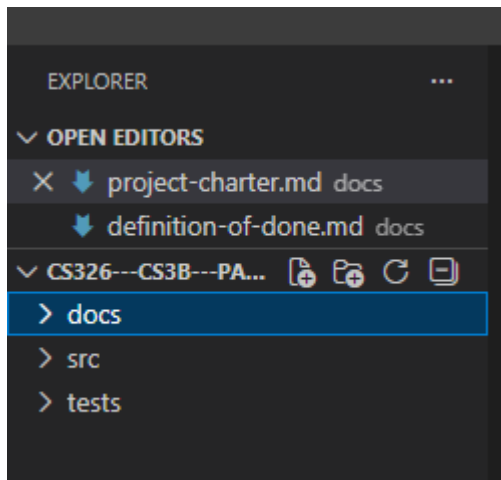 EXPLORER ...
OPEN EDITORS
project-charter.md docs
definition-of-done.md docs
CS326---CS3B---PA...
docs
src
tests